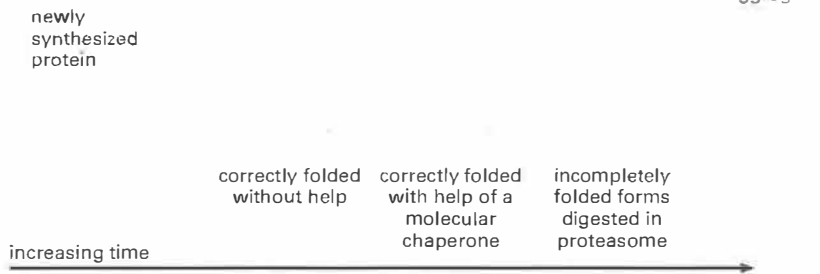 newly
synthesized
protein
correctly folded
without help
correctly folded
with help of a
molecular
chaperone
incompletely
folded forms
digested in
proteasome
increasing time